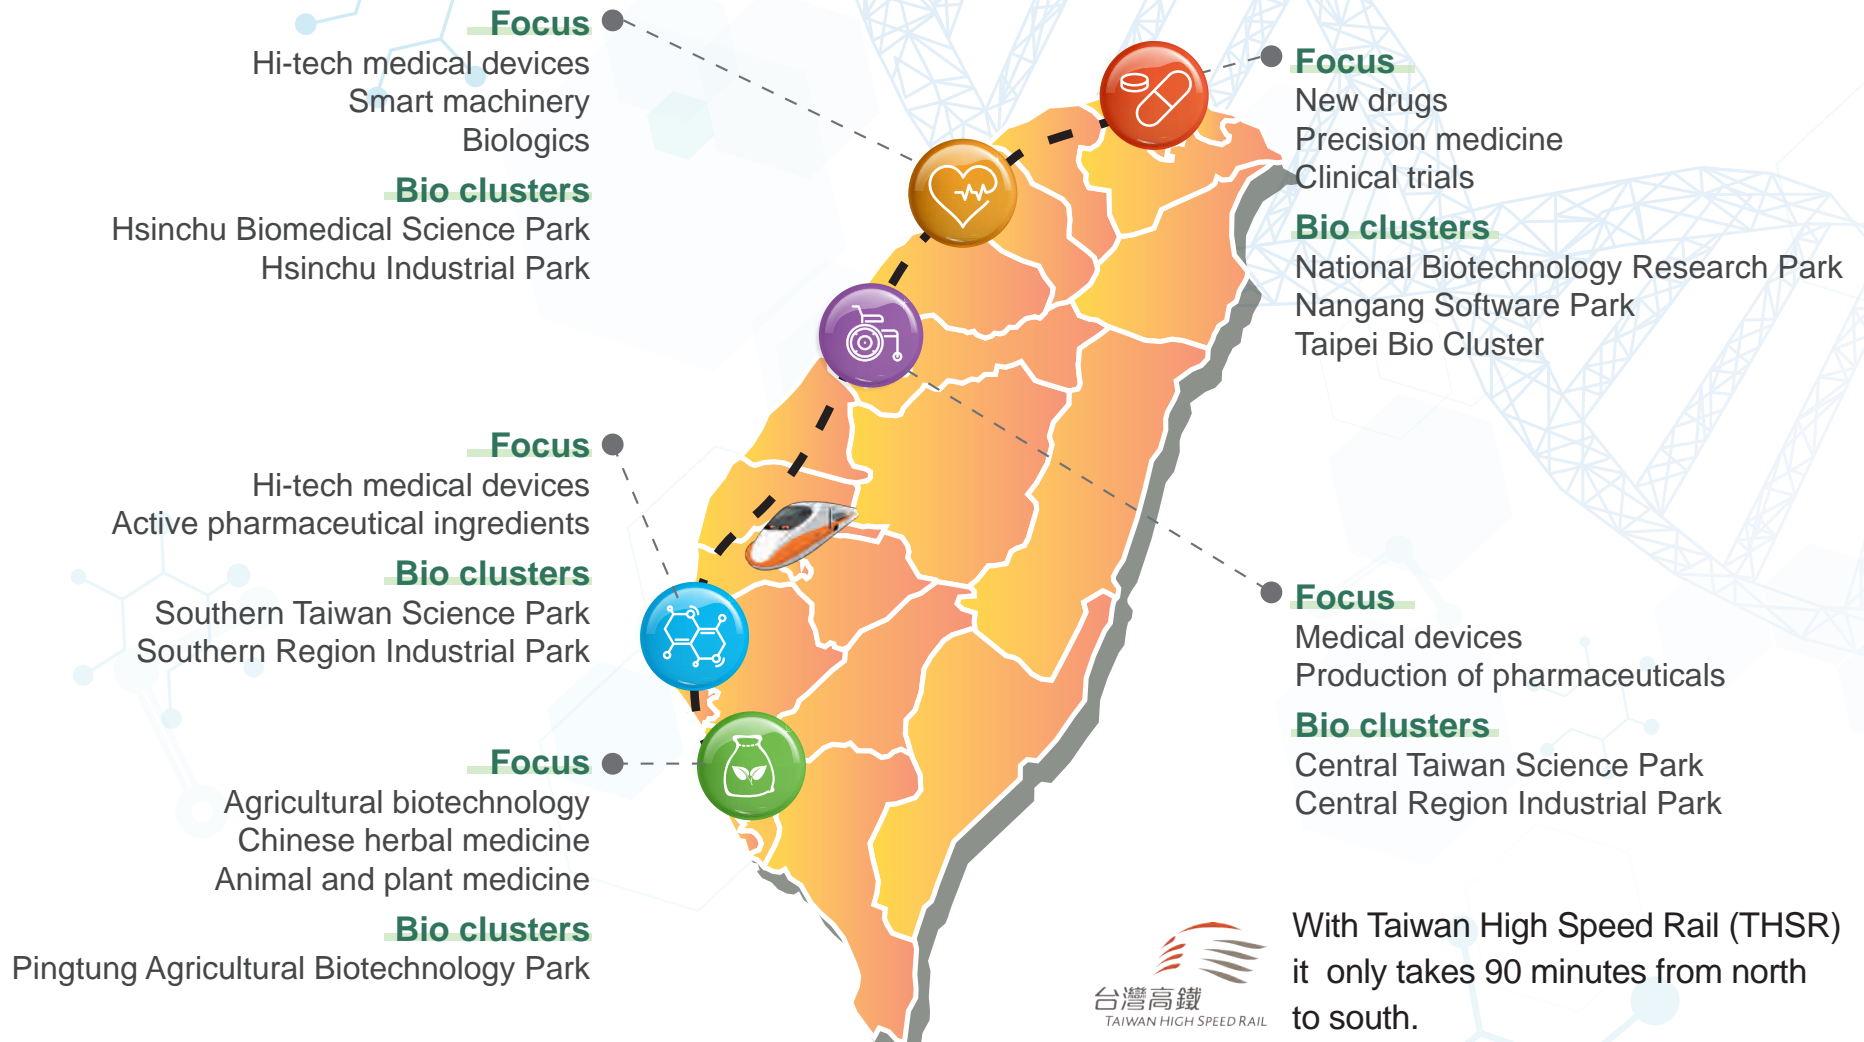 Focus
Hi-tech medical devices
Smart machinery
Biologics
Bio clusters
Hsinchu Biomedical Science Park
Hsinchu Industrial Park
Focus
New drugs
Precision medicine
Clinical trials
Bio clusters
National Biotechnology Research Park
Nangang Software Park
Taipei Bio Cluster
Focus
Hi-tech medical devices
Active pharmaceutical ingredients
Bio clusters
Southern Taiwan Science Park
Southern Region Industrial Park
Focus
Medical devices
Production of pharmaceuticals
Bio clusters
Central Taiwan Science Park
Central Region Industrial Park
Focus
Agricultural biotechnology
Chinese herbal medicine
Animal and plant medicine
Bio clusters
Pingtung Agricultural Biotechnology Park
台灣高鐵
TAIWAN HIGH SPEED RAIL
With Taiwan High Speed Rail (THSR)
it only takes 90 minutes from north
to south.